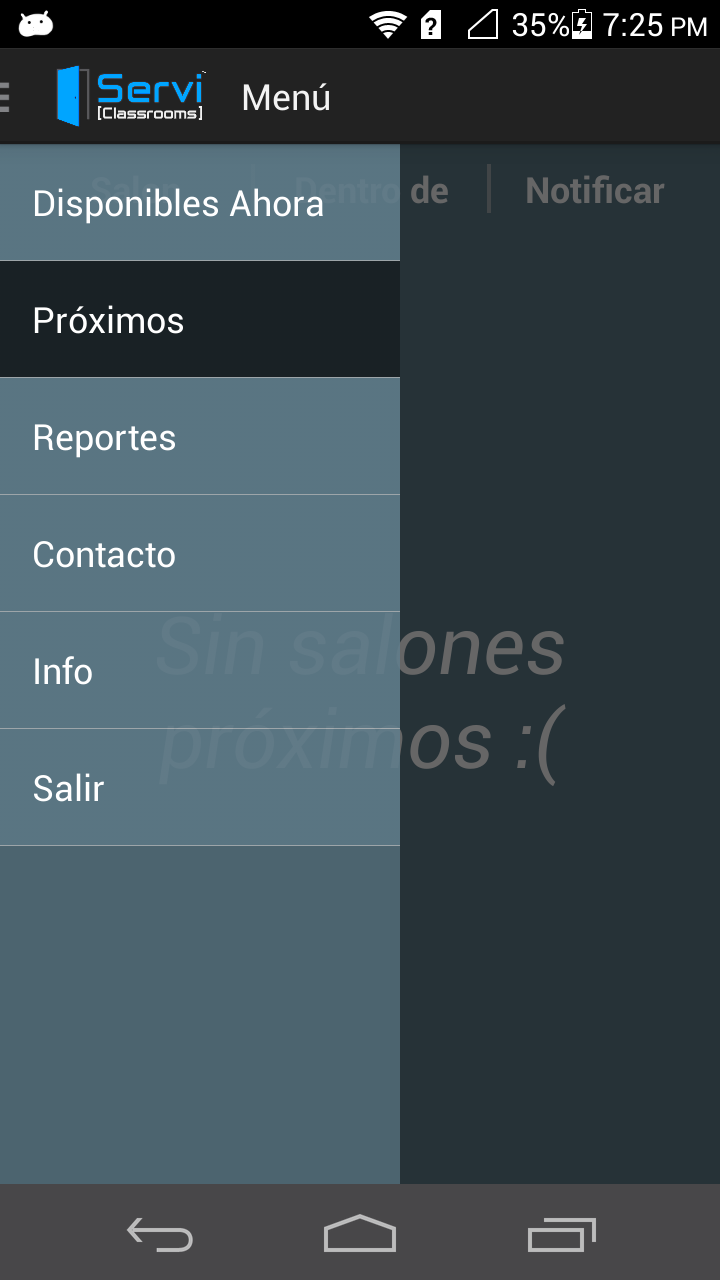 35% 7:25 PM
Servi
[Classrooms]
Menú
Salon Dentro de Notificar
Disponibles Ahora
Próximos
Reportes
Contacto
Sin salones
Info
próximos :(
Salir